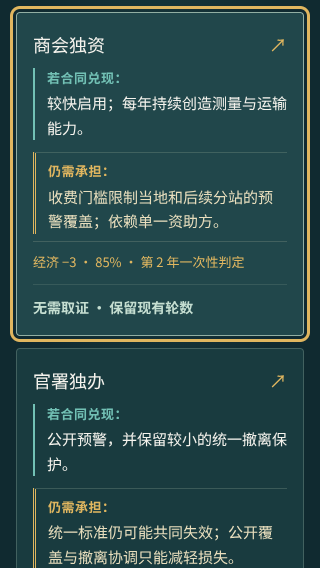 商会独资 ↗
若合同兑现：
较快启用；每年持续创造测量与运输
能力。
仍需承担：
收费门槛限制当地和后续分站的预
警覆盖；依赖单一资助方。
经济 −3 · 85% · 第 2 年一次性判定
无需取证 · 保留现有轮数
官署独办 ↗
若合同兑现：
公开预警，并保留较小的统一撤离保
护。
仍需承担：
统一标准仍可能共同失效；公开覆
盖与撤离协调只能减轻损失。